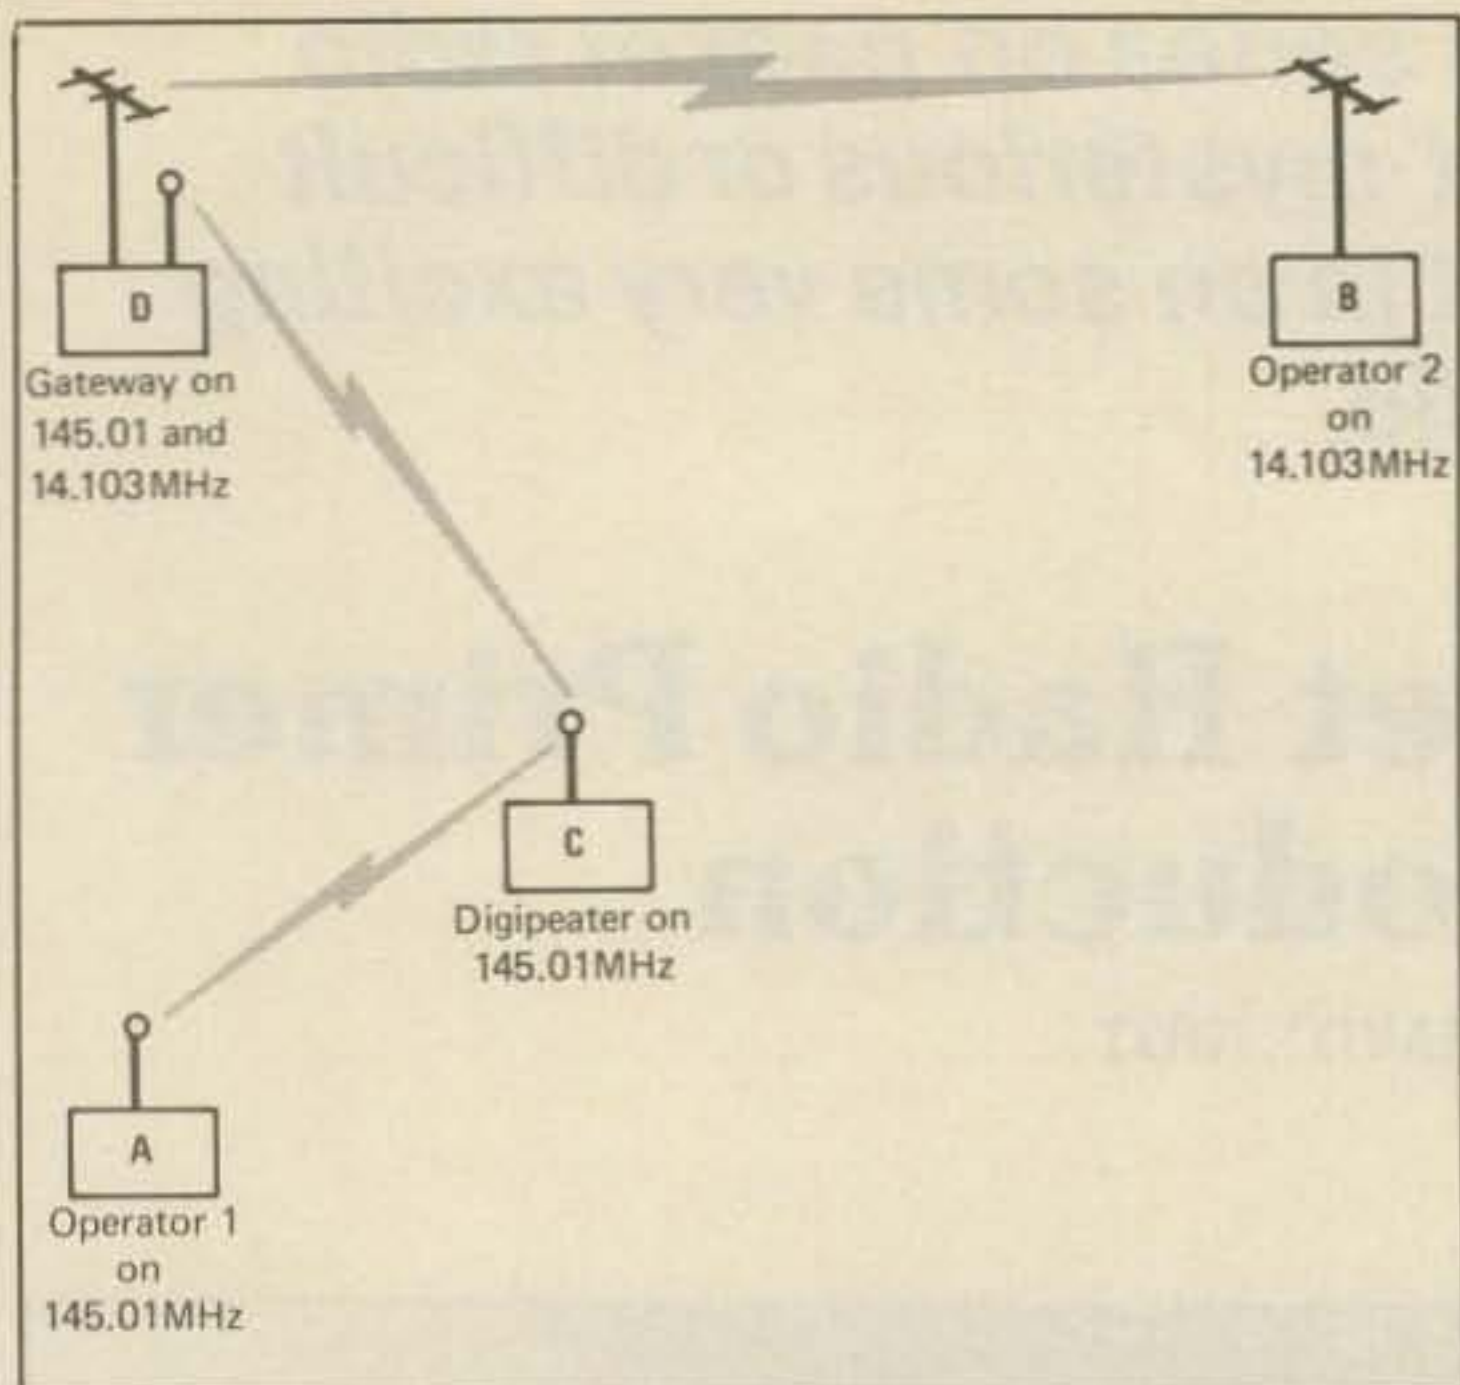 D
Gateway on
145.01 and
14.103MHz
B
Operator 2
on
14.103MHz
C
Digipeater on
145.01MHz
A
Operator 1
on
145.01MHz